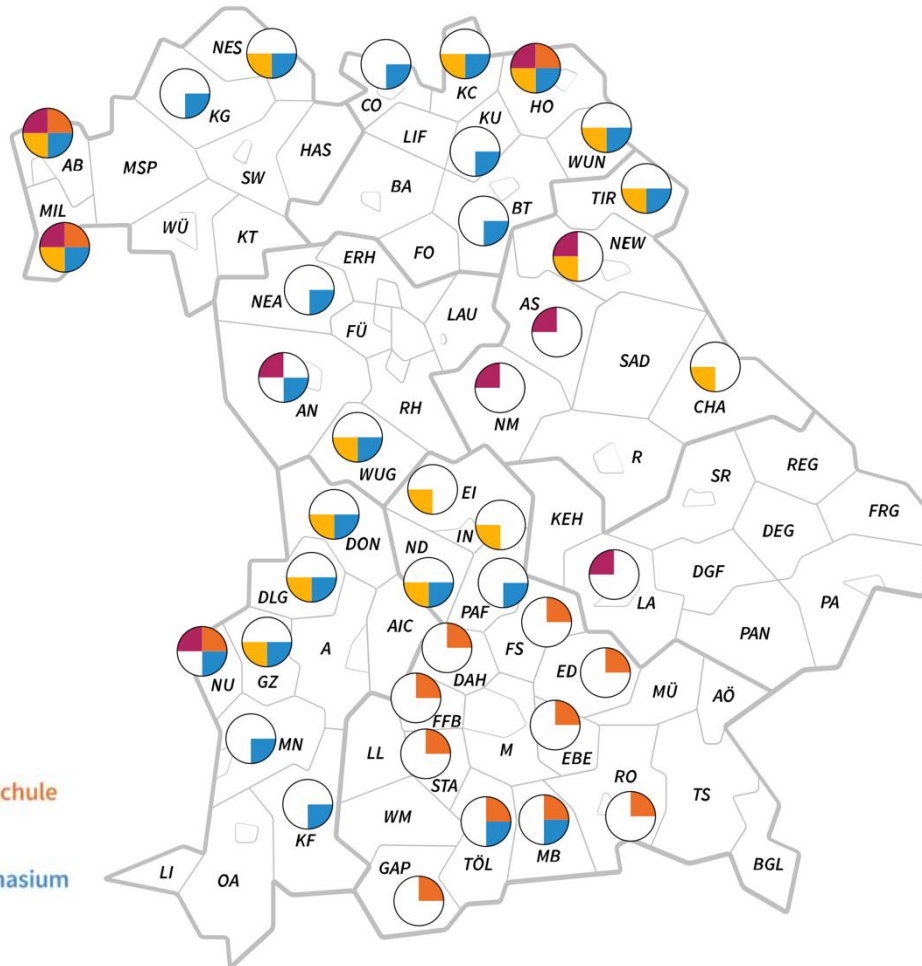 NES
CO
KC
HO
KG
KU
LIF
HAS
WUN
AB
MSP
SW
BA
TIR
MIL
BT
WÜ
KT
NEW
ERH
FO
NEA
AS
LAU
FÜ
SAD
AN
RH
NM
CHA
WUG
R
SR
REG
EI
FRG
KEH
IN
DEG
DON
ND
DGF
DLG
LA
PA
PAF
AIC
PAN
A
FS
NU
GZ
DAH
ED
MÜ
AÖ
FFB
MN
LL
M
EBE
STA
RO
TS
chule
WM
KF
TÖL
MB
GAP
BGL
LI
OA
nasium